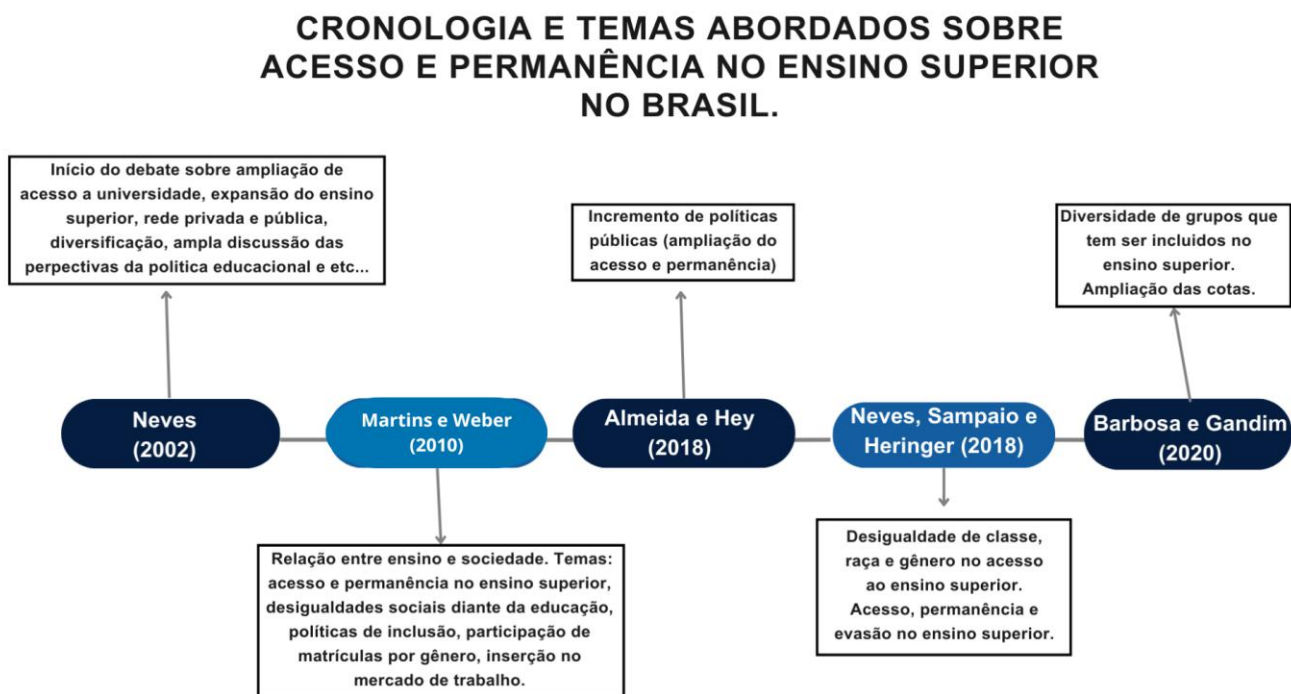 CRONOLOGIA E TEMAS ABORDADOS SOBRE
ACESSO E PERMANÊNCIA NO ENSINO SUPERIOR
NO BRASIL.
Início do debate sobre ampliação de
acesso a universidade, expansão do ensino
superior, rede privada e pública,
diversificação, ampla discussão das
perpectivas da politica educacional e etc...
Incremento de políticas
públicas (ampliação do
acesso e permanência)
Diversidade de grupos que
tem ser incluidos no
ensino superior.
Ampliação das cotas.
Neves
(2002)
Martins e Weber
(2010)
Almeida e Hey
(2018)
Neves, Sampaio e
Heringer (2018)
Barbosa e Gandim
(2020)
Relação entre ensino e sociedade. Temas:
acesso e permanência no ensino superior,
desigualdades sociais diante da educação,
políticas de inclusão, participação de
matrículas por gênero, inserção no
mercado de trabalho.
Desigualdade de classe,
raça e gênero no acesso
ao ensino superior.
Acesso, permanência e
evasão no ensino superior.